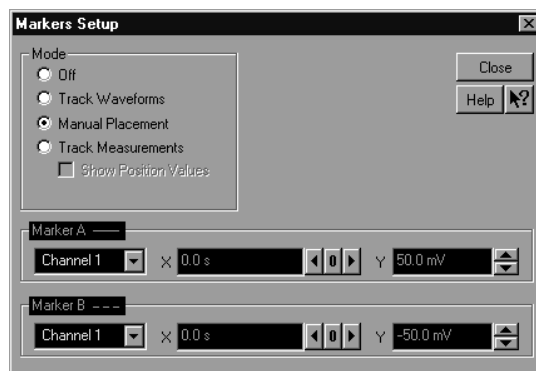 Markers Setup
Mode
Off
Track Waveforms
Manual Placement
Track Measurements
Show Position Values
Close
Help ?
Marker A
Channel 1 X 0.0 s 0 Y 50.0 mV
Marker B
Channel 1 X 0.0 s 0 Y -50.0 mV